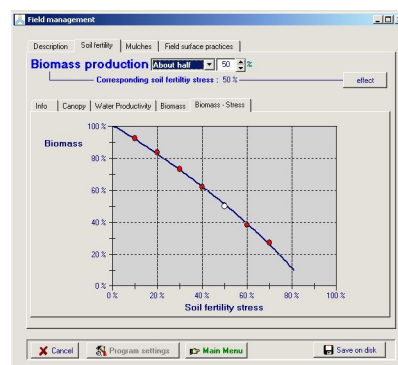 Field management
Description Soil fertility Mulches Field surface practices
Biomass production About half 50 %
Corresponding soil fertiltiy stress : 50 % effect
Info Canopy Water Productivity Biomass Biomass - Stress
100 %
Biomass
80 %
60 %
40 %
20 %
0 %
0 % 20 % 40 % 60 % 80 % 100 %
Soil fertility stress
Cancel Program settings Main Menu Save on disk